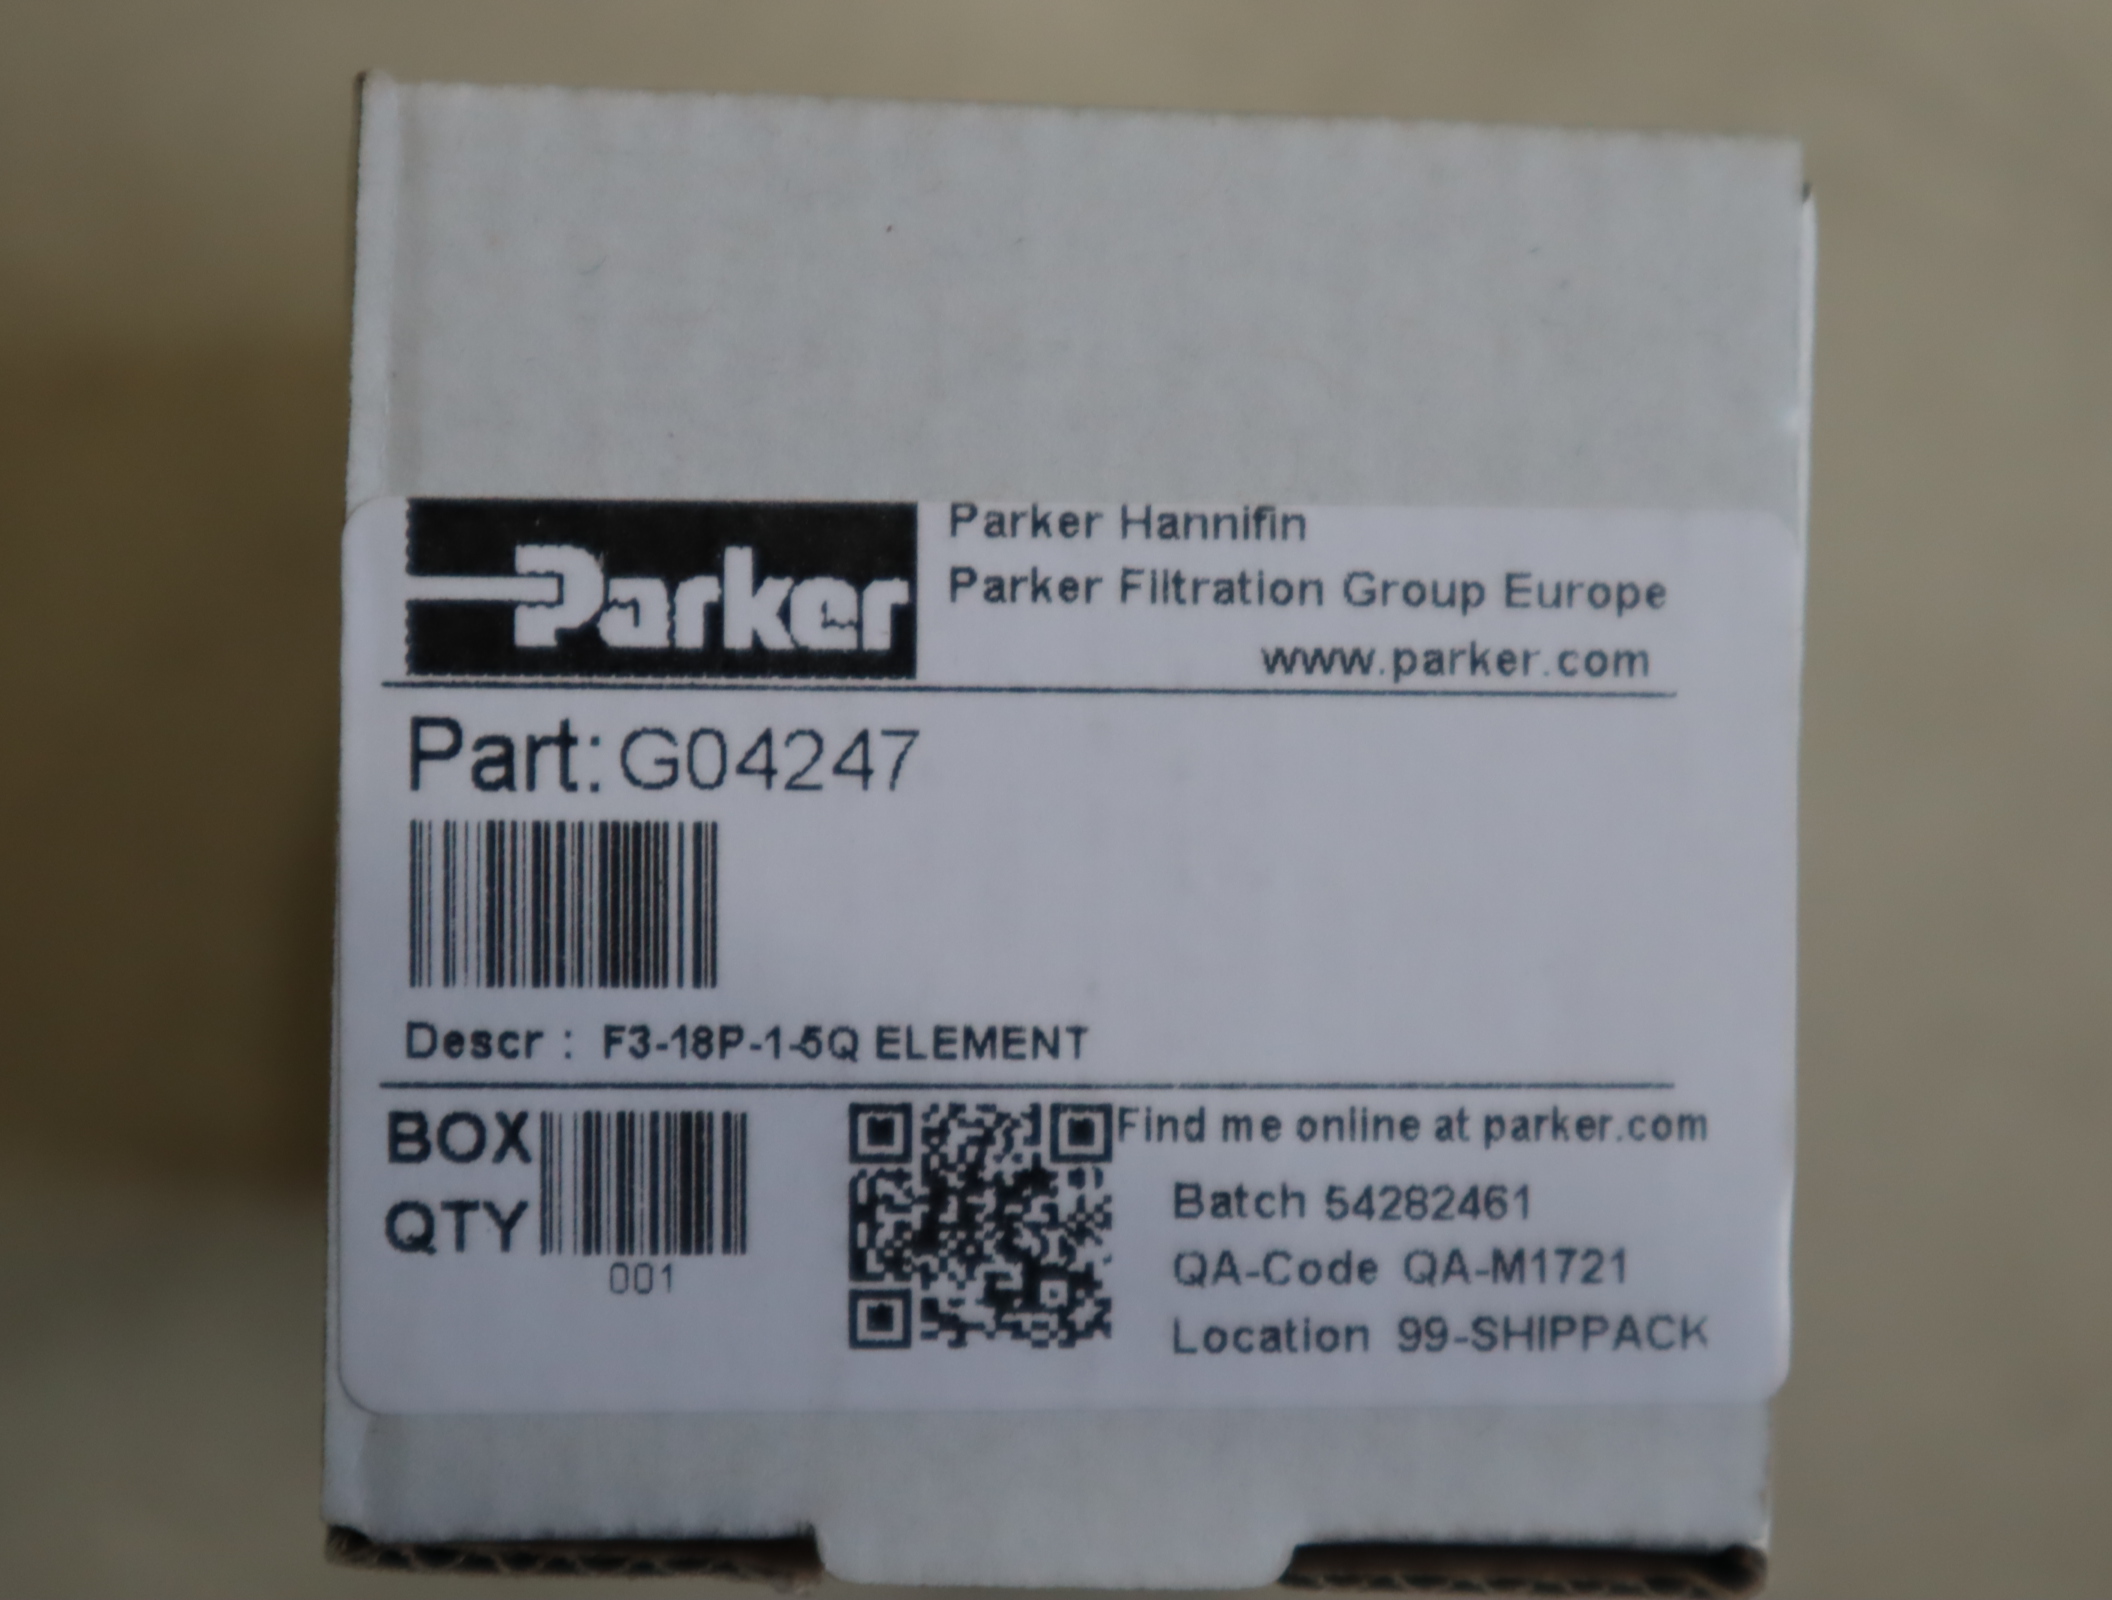 Parker
Parker Hannifin
Parker Filtration Group Europe
www.parker.com
Part: G04247
Descr : F3-18P-1-5Q ELEMENT
BOX
QTY
001
Find me online at parker.com
Batch 54282461
QA-Code QA-M1721
Location 99-SHIPPACK